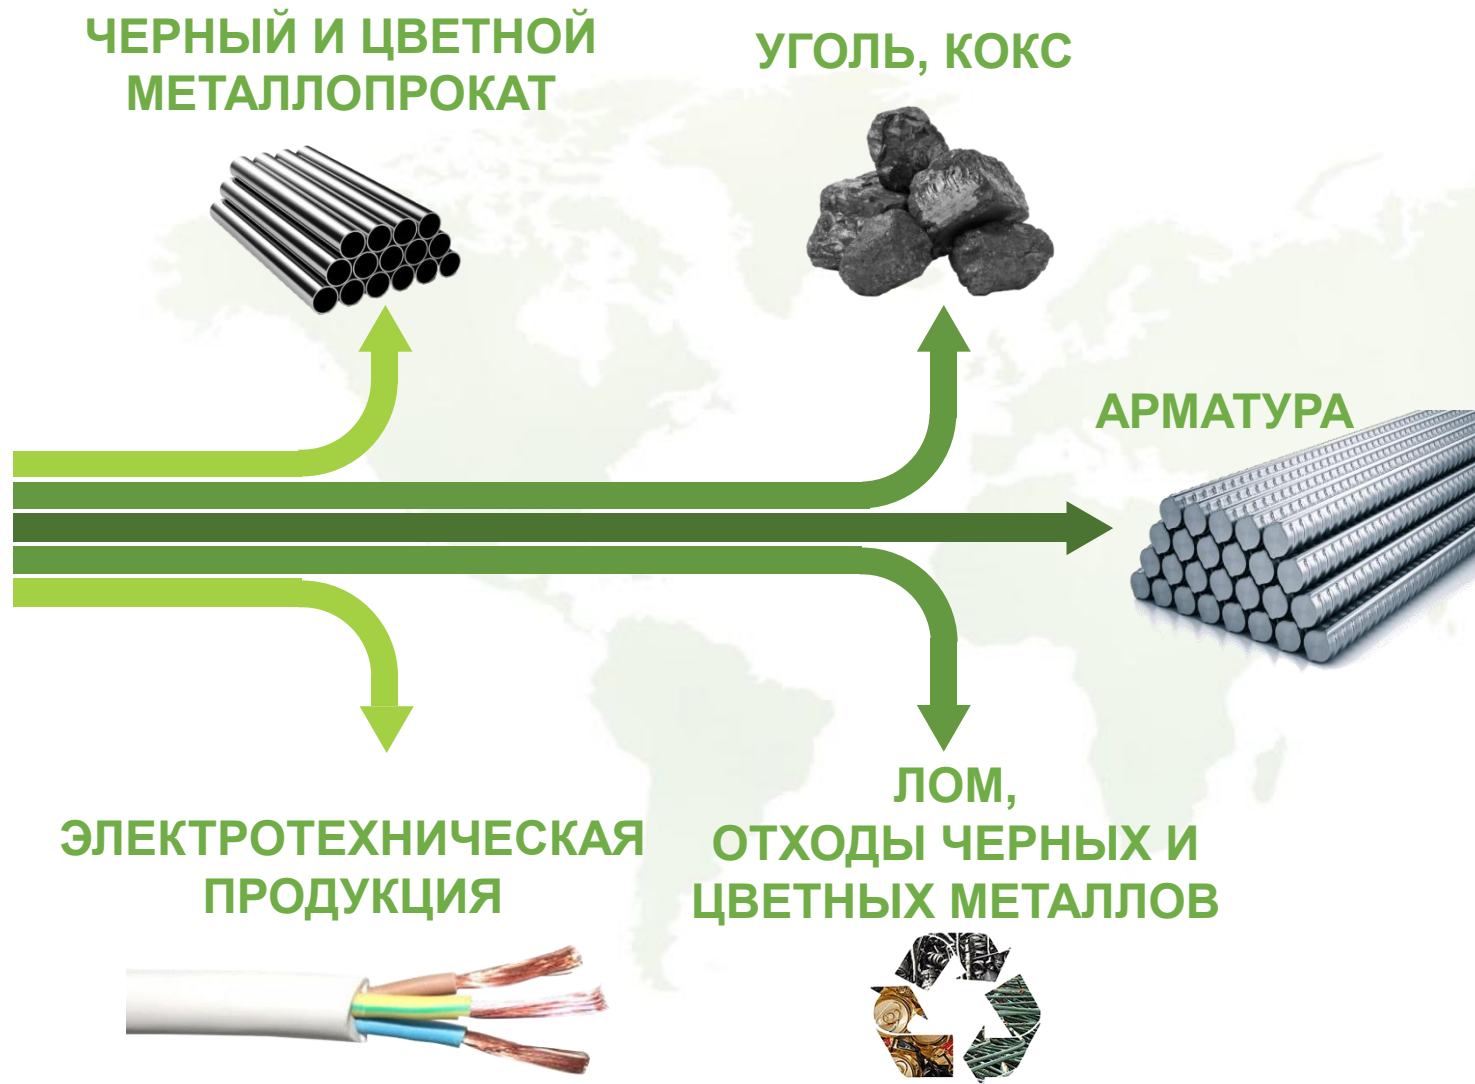 ЧЕРНЫЙ И ЦВЕТНОЙ
МЕТАЛЛОПРОКАТ
УГОЛЬ, КОКС
АРМАТУРА
ЭЛЕКТРОТЕХНИЧЕСКАЯ
ПРОДУКЦИЯ
ЛОМ,
ОТХОДЫ ЧЕРНЫХ И
ЦВЕТНЫХ МЕТАЛЛОВ